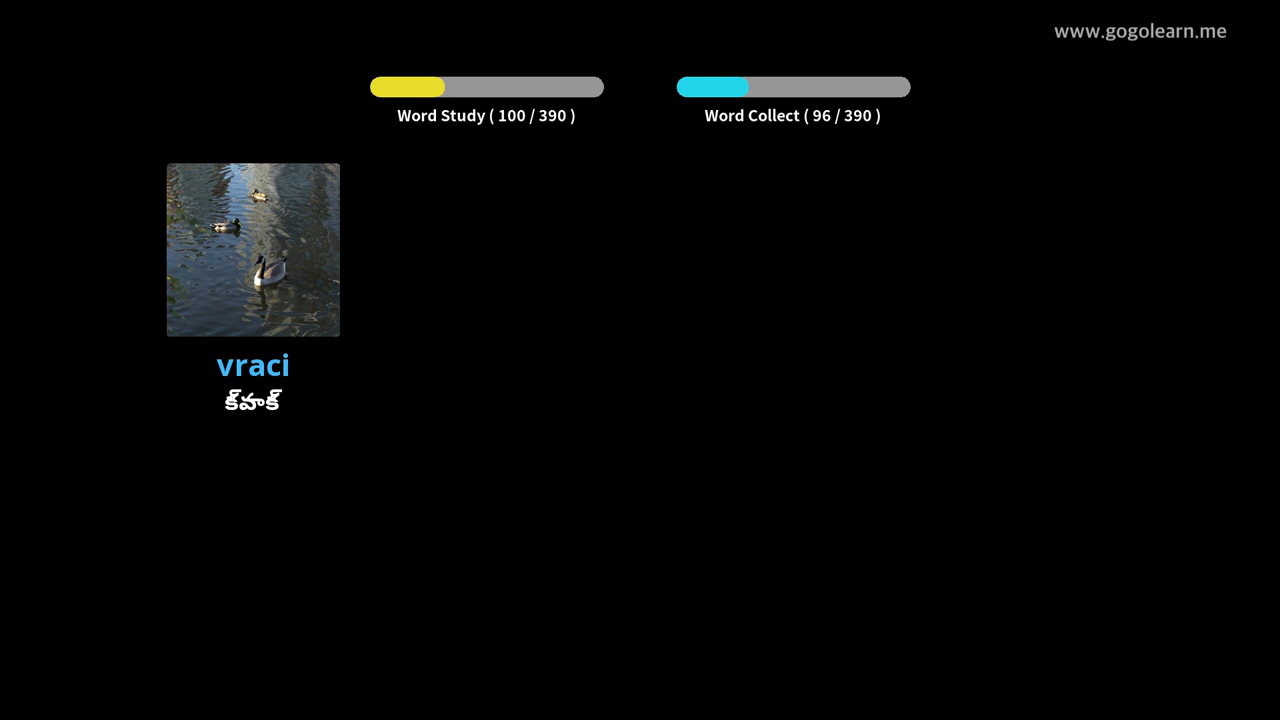 www.gogolearn.me
Word Study ( 100 / 390 )
Word Collect ( 96 / 390 )
vraci
క్‌వాక్